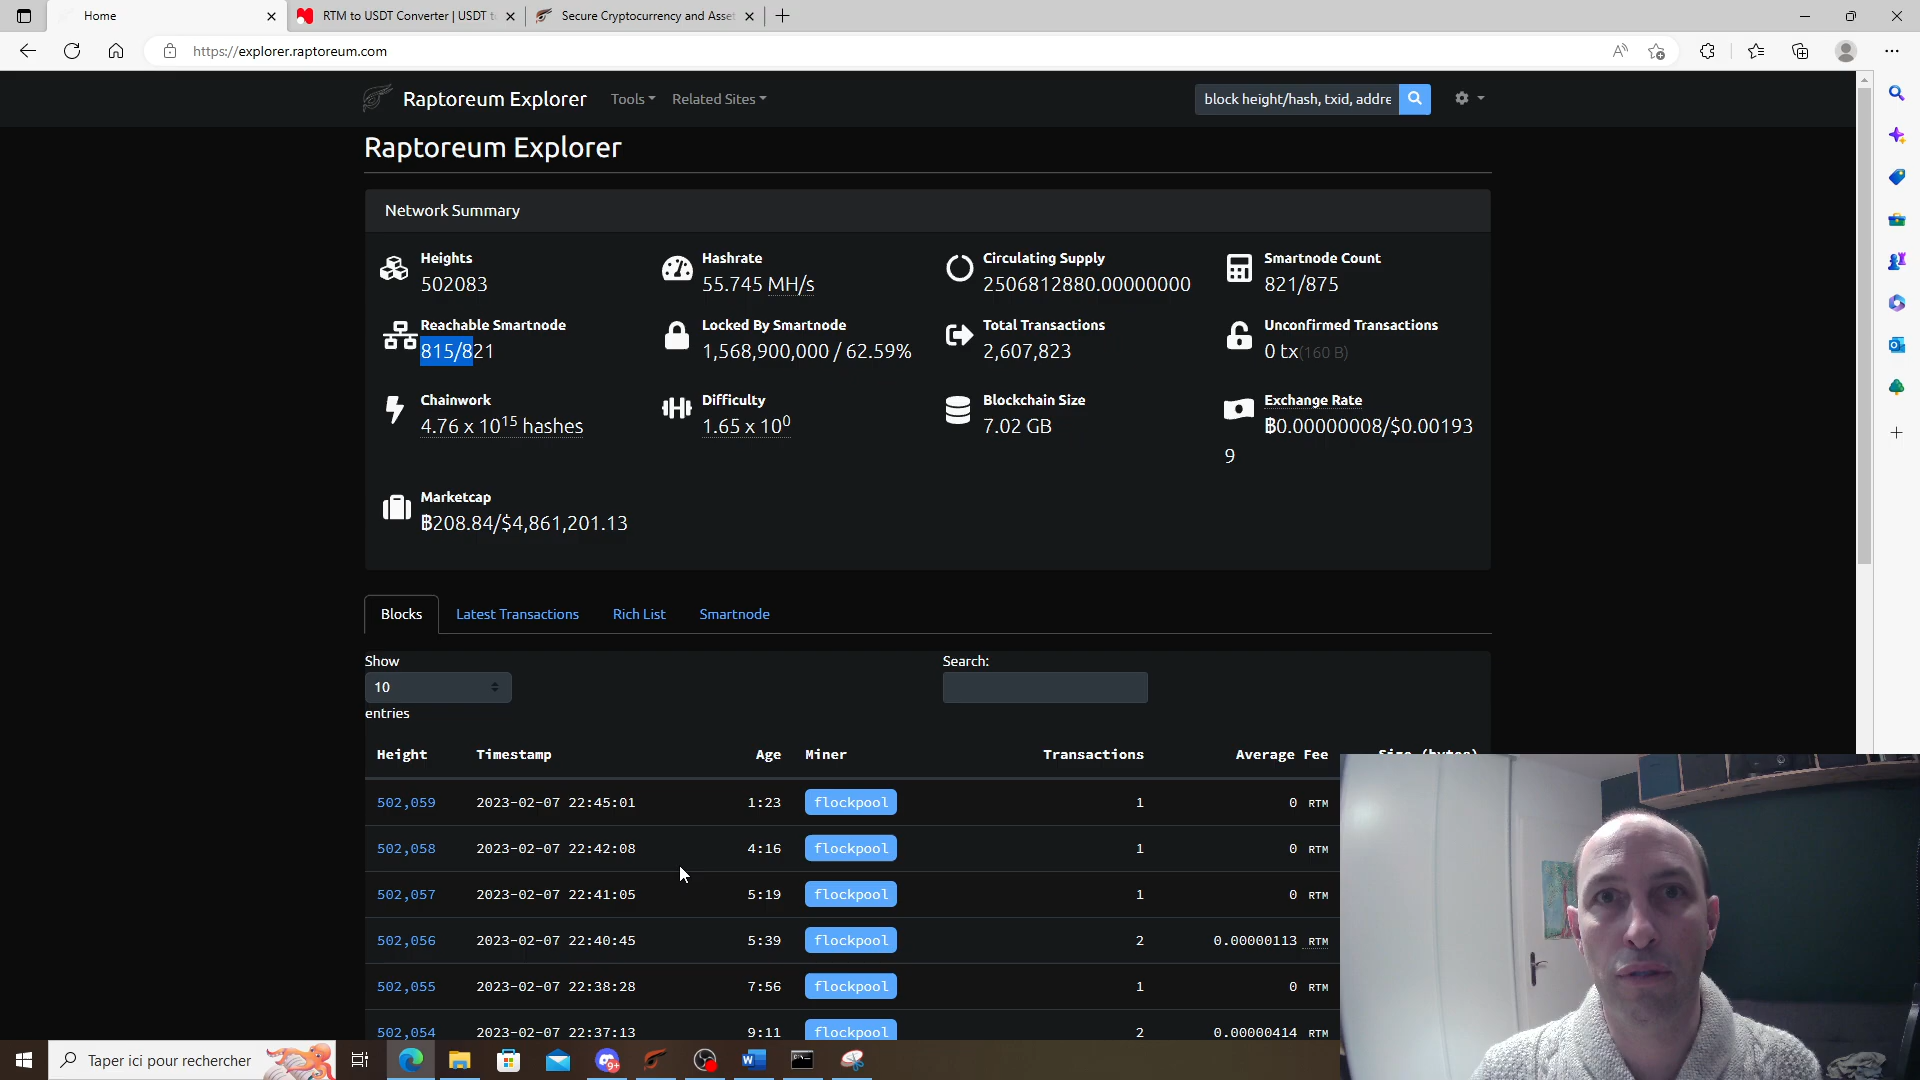 Home
RTM to USDT Converter | USDT t
Secure Cryptocurrency and Asset
https://explorer.raptoreum.com
Raptoreum Explorer
Tools
Related Sites
block height/hash, txid, addre
Raptoreum Explorer
Network Summary
Heights
502083
Hashrate
55.745 MH/s
Circulating Supply
2506812880.00000000
Smartnode Count
821/875
Reachable Smartnode
815/821
Locked By Smartnode
1,568,900,000 / 62.59%
Total Transactions
2,607,823
Unconfirmed Transactions
0 tx(160 B)
Chainwork
4.76 x 10¹⁵ hashes
Difficulty
1.65 x 10⁰
Blockchain Size
7.02 GB
Exchange Rate
฿0.00000008/$0.00193
9
Marketcap
฿208.84/$4,861,201.13
Blocks
Latest Transactions
Rich List
Smartnode
Show
10
entries
Search:
Height Timestamp Age Miner Transactions Average Fee Size (bytes)
502,059 2023-02-07 22:45:01 1:23 flockpool 1 0 RTM
502,058 2023-02-07 22:42:08 4:16 flockpool 1 0 RTM
502,057 2023-02-07 22:41:05 5:19 flockpool 1 0 RTM
502,056 2023-02-07 22:40:45 5:39 flockpool 2 0.00000113 RTM
502,055 2023-02-07 22:38:28 7:56 flockpool 1 0 RTM
502,054 2023-02-07 22:37:13 9:11 flockpool 2 0.00000414 RTM
Taper ici pour rechercher
9+